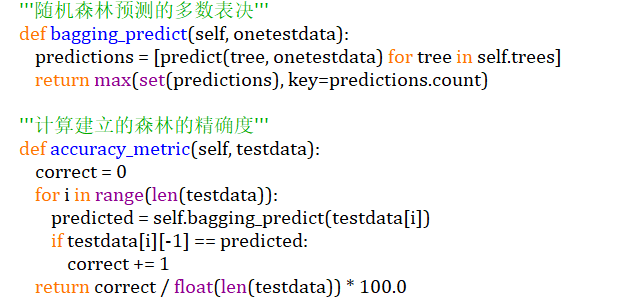 '''随机森林预测的多数表决'''
def bagging_predict(self, onetestdata):
    predictions = [predict(tree, onetestdata) for tree in self.trees]
    return max(set(predictions), key=predictions.count)

'''计算建立的森林的精确度'''
def accuracy_metric(self, testdata):
    correct = 0
    for i in range(len(testdata)):
        predicted = self.bagging_predict(testdata[i])
        if testdata[i][-1] == predicted:
            correct += 1
    return correct / float(len(testdata)) * 100.0